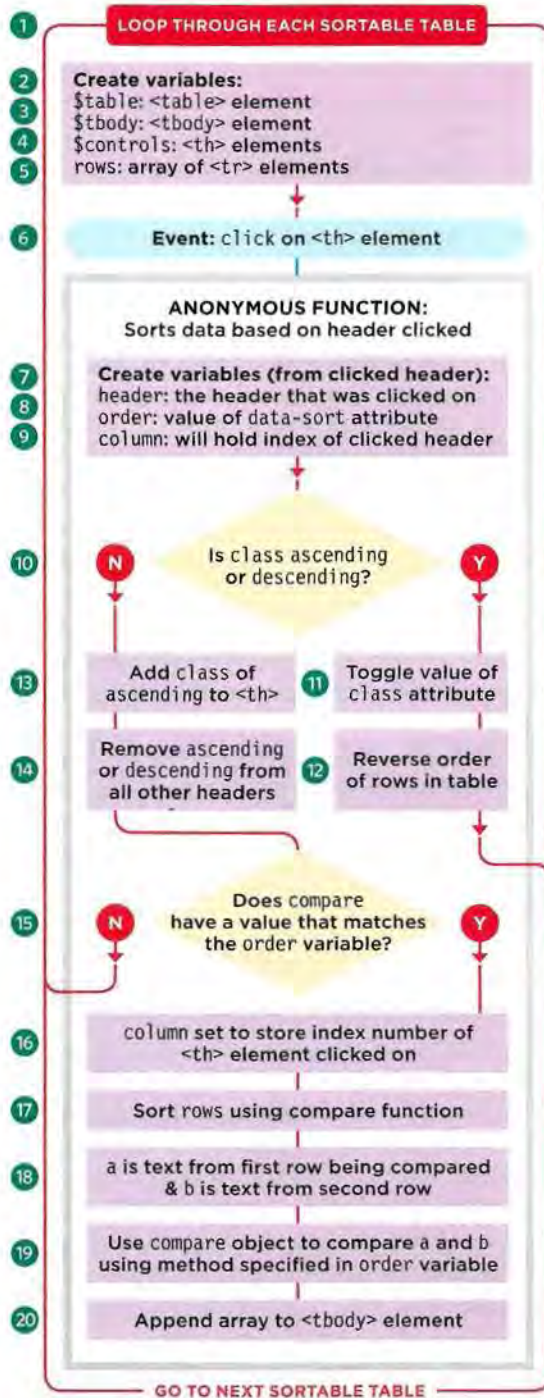 1 LOOP THROUGH EACH SORTABLE TABLE
2 Create variables:
3 $table: <table> element
$tbody: <tbody> element
4 $controls: <th> elements
5 rows: array of <tr> elements
6 Event: click on <th> element
ANONYMOUS FUNCTION:
Sorts data based on header clicked
7 Create variables (from clicked header):
8 header: the header that was clicked on
order: value of data-sort attribute
9 column: will hold index of clicked header
10 N
Is class ascending
or descending?
Y
13 Add class of
ascending to <th>
11 Toggle value of
class attribute
14 Remove ascending
or descending from
all other headers
12 Reverse order
of rows in table
15 N
Does compare
have a value that matches
the order variable?
Y
16 column set to store index number of
<th> element clicked on
17 Sort rows using compare function
18 a is text from first row being compared
& b is text from second row
19 Use compare object to compare a and b
using method specified in order variable
20 Append array to <tbody> element
GO TO NEXT SORTABLE TABLE